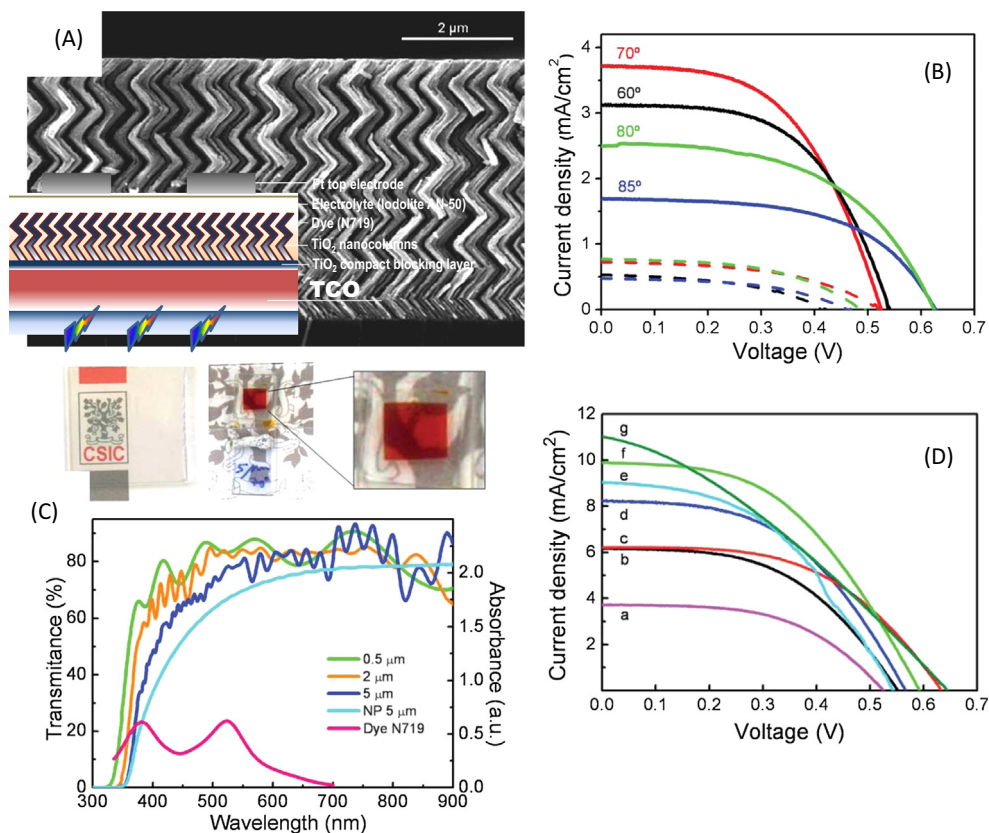 (A)
2 µm
Pt top electrode
Electrolyte (Iodolite AN-50)
Dye (N719)
TiO₂ nanocolumns
TiO₂ compact blocking layer
TCO
CSIC
(B)
Current density (mA/cm²)
4
3
2
1
0
70º
60º
80º
85º
0.0 0.1 0.2 0.3 0.4 0.5 0.6 0.7
Voltage (V)
(C)
Transmitance (%)
80
60
40
20
0
0.5 µm
2 µm
5 µm
NP 5 µm
Dye N719
2.0
1.5
1.0
0.5
0.0
Absorbance (a.u.)
300 400 500 600 700 800 900
Wavelength (nm)
(D)
Current density (mA/cm²)
12
10
8
6
4
2
g
f
e
d
c
b
a
0.0 0.1 0.2 0.3 0.4 0.5 0.6 0.7
Voltage (V)